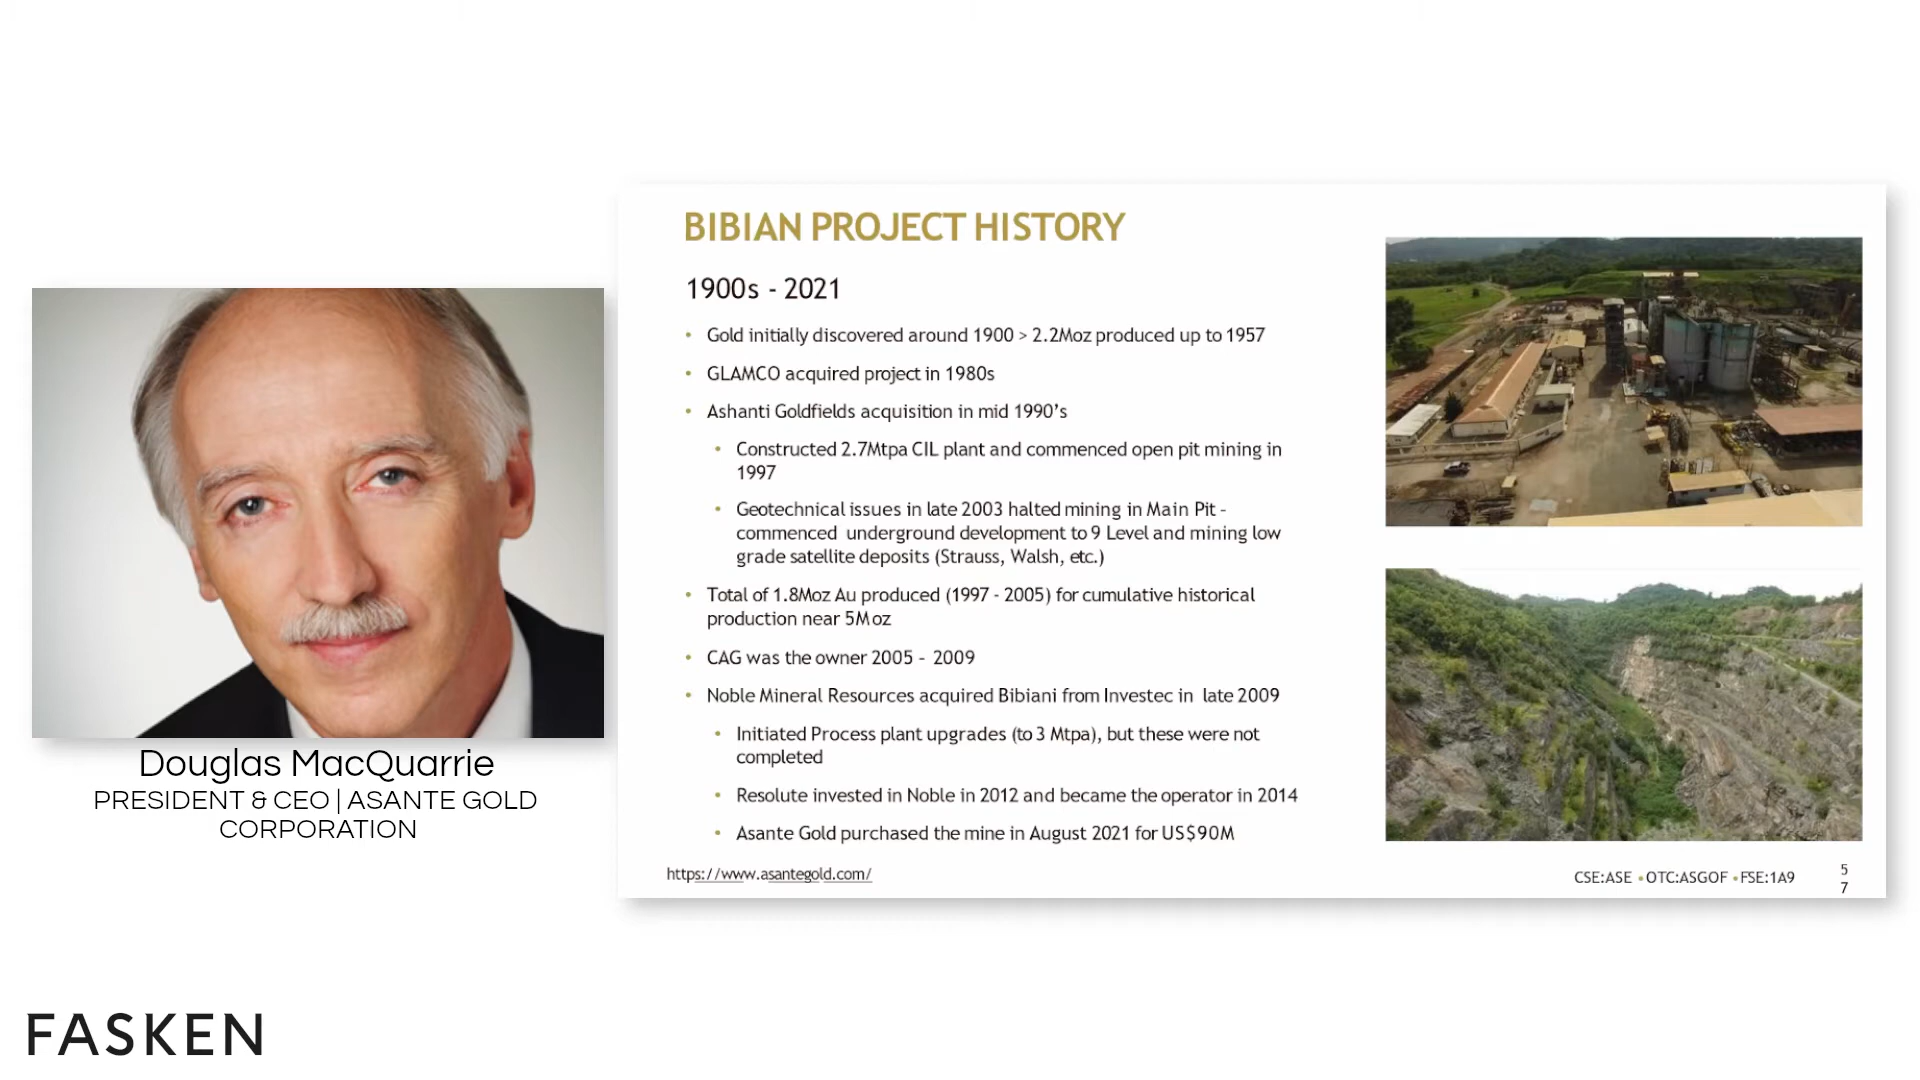 BIBIAN PROJECT HISTORY
1900s - 2021
• Gold initially discovered around 1900 > 2.2Moz produced up to 1957
• GLAMCO acquired project in 1980s
• Ashanti Goldfields acquisition in mid 1990’s
• Constructed 2.7Mtpa CIL plant and commenced open pit mining in
1997
• Geotechnical issues in late 2003 halted mining in Main Pit -
commenced underground development to 9 Level and mining low
grade satellite deposits (Strauss, Walsh, etc.)
• Total of 1.8Moz Au produced (1997 - 2005) for cumulative historical
production near 5Moz
• CAG was the owner 2005 - 2009
• Noble Mineral Resources acquired Bibiani from Investec in late 2009
• Initiated Process plant upgrades (to 3 Mtpa), but these were not
completed
• Resolute invested in Noble in 2012 and became the operator in 2014
• Asante Gold purchased the mine in August 2021 for US$90M
https://www.asantegold.com/
CSE:ASE • OTC:ASGOF • FSE:1A9
5
7
Douglas MacQuarrie
PRESIDENT & CEO | ASANTE GOLD
CORPORATION
FASKEN